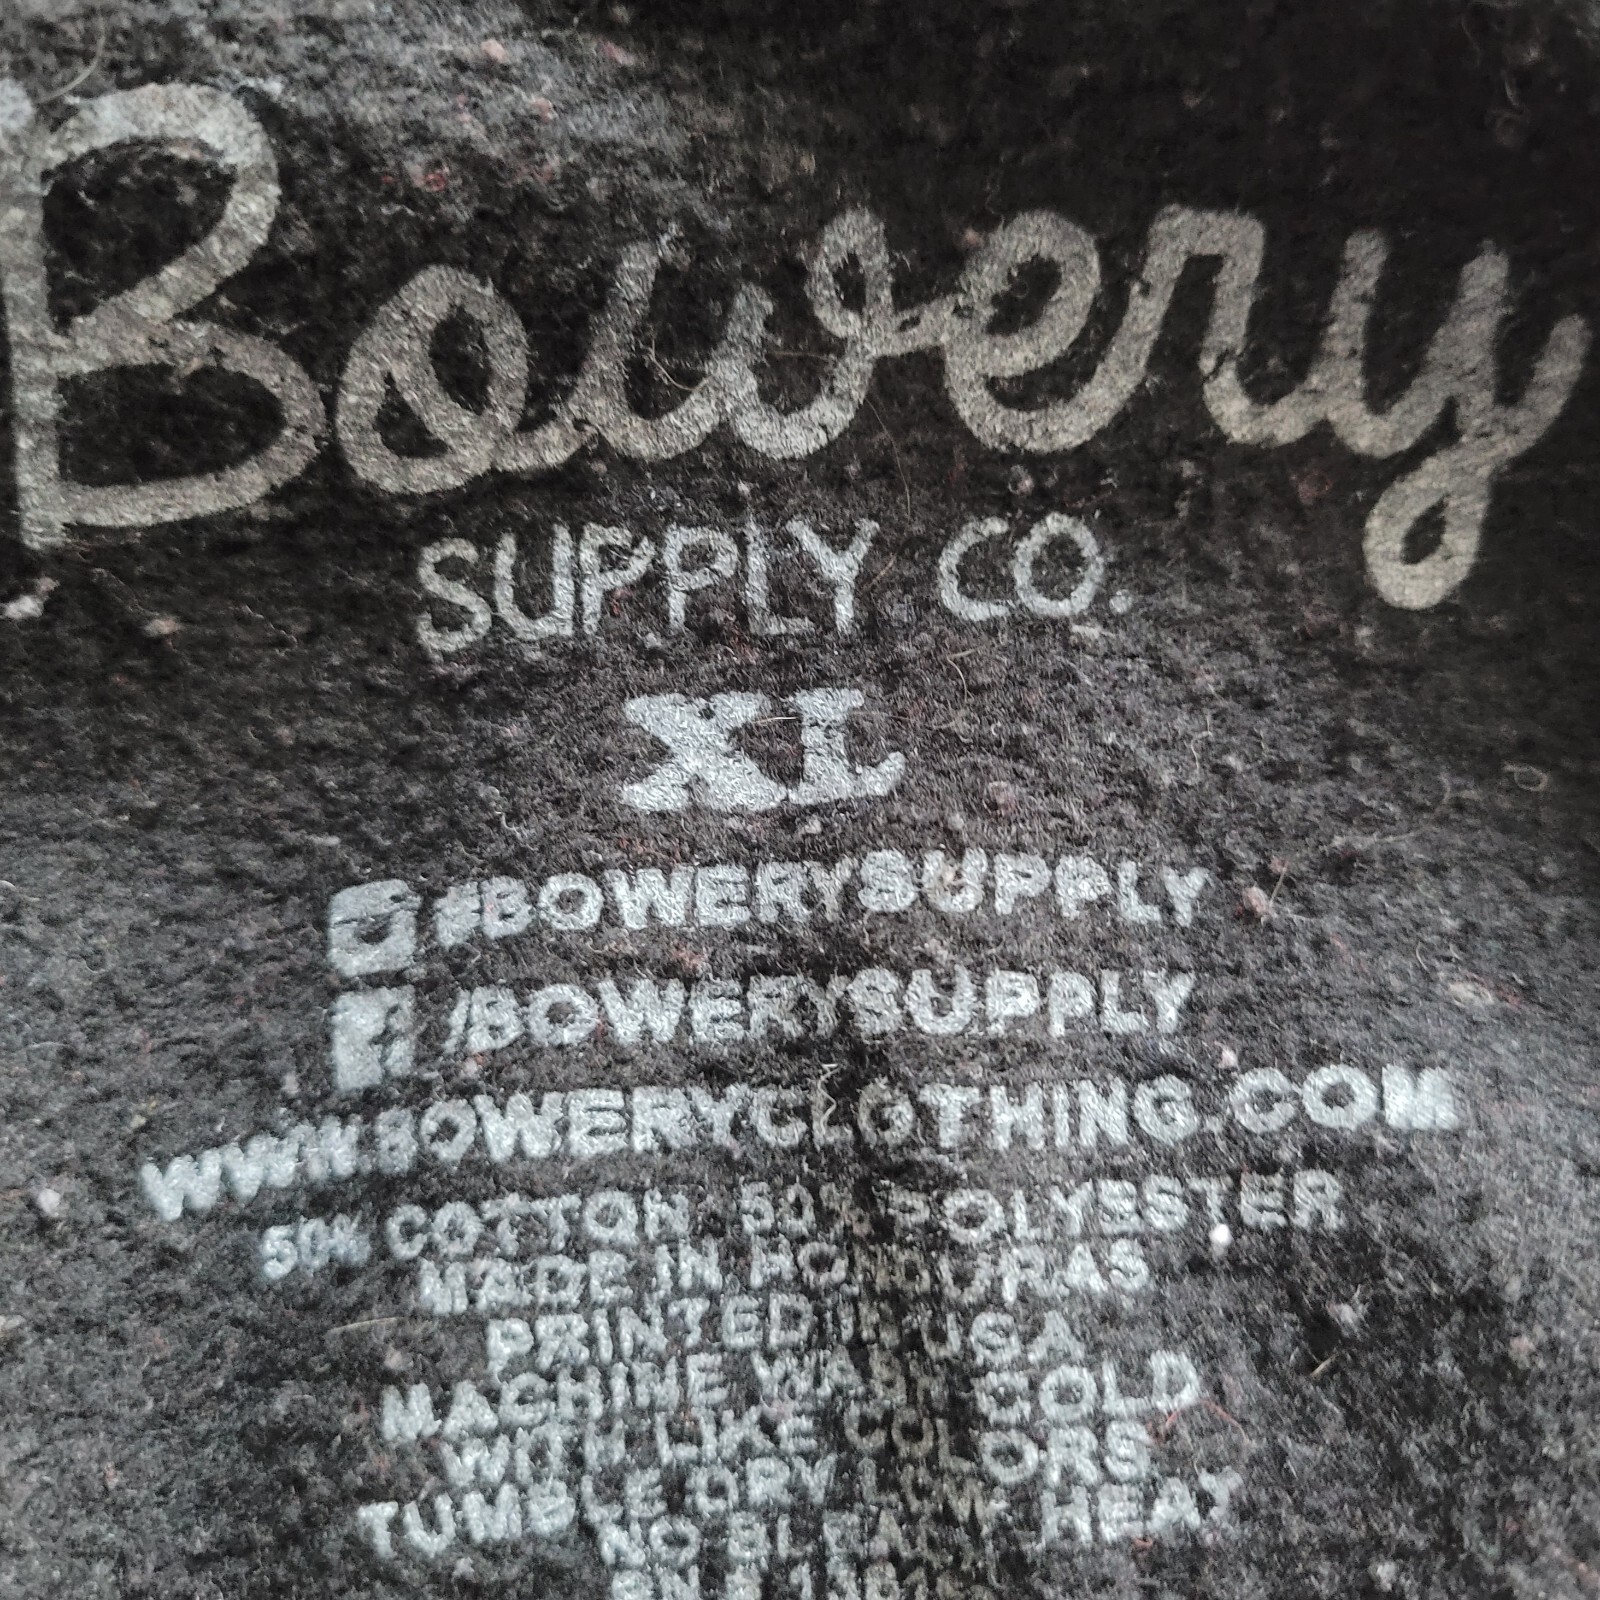 Bowery
SUPPLY CO.
XL
#BOWERYSUPPLY
/BOWERYSUPPLY
WWW.BOWERYCLOTHING.COM
50% COTTON 50% POLYESTER
MADE IN HONDURAS
PRINTED IN USA
MACHINE WASH COLD
WITH LIKE COLORS
TUMBLE DRY LOW HEAT
NO BLEACH